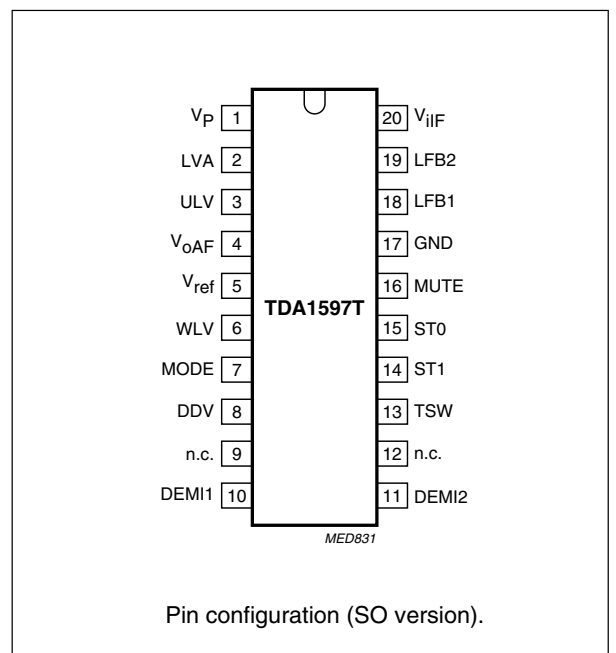 VP 1 20 ViIF
LVA 2 19 LFB2
ULV 3 18 LFB1
VoAF 4 17 GND
Vref 5 16 MUTE
TDA1597T
WLV 6 15 ST0
MODE 7 14 ST1
DDV 8 13 TSW
n.c. 9 12 n.c.
DEMI1 10 11 DEMI2
MED831
Pin configuration (SO version).